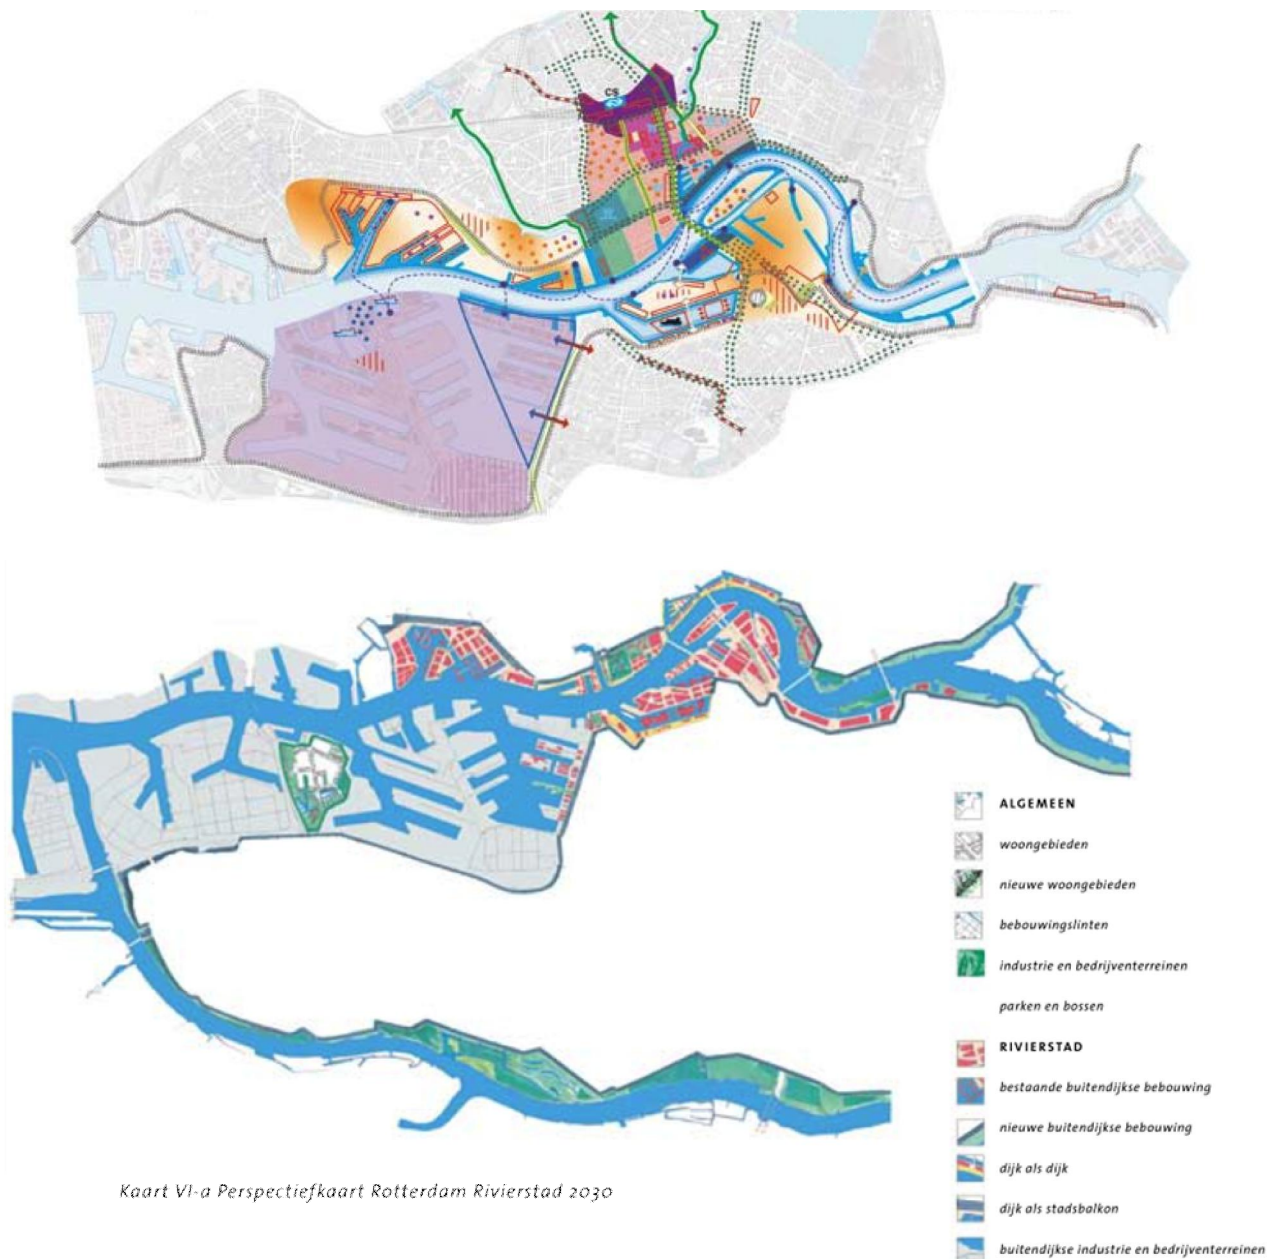 CS
ALGEMEEN
woongebieden
nieuwe woongebieden
bebouwingslinten
industrie en bedrijventerreinen
parken en bossen
RIVIERSTAD
bestaande buitendijkse bebouwing
nieuwe buitendijkse bebouwing
dijk als dijk
dijk als stadsbalkon
buitendijkse industrie en bedrijventerreinen
Kaart VI-a Perspectiefkaart Rotterdam Rivierstad 2030